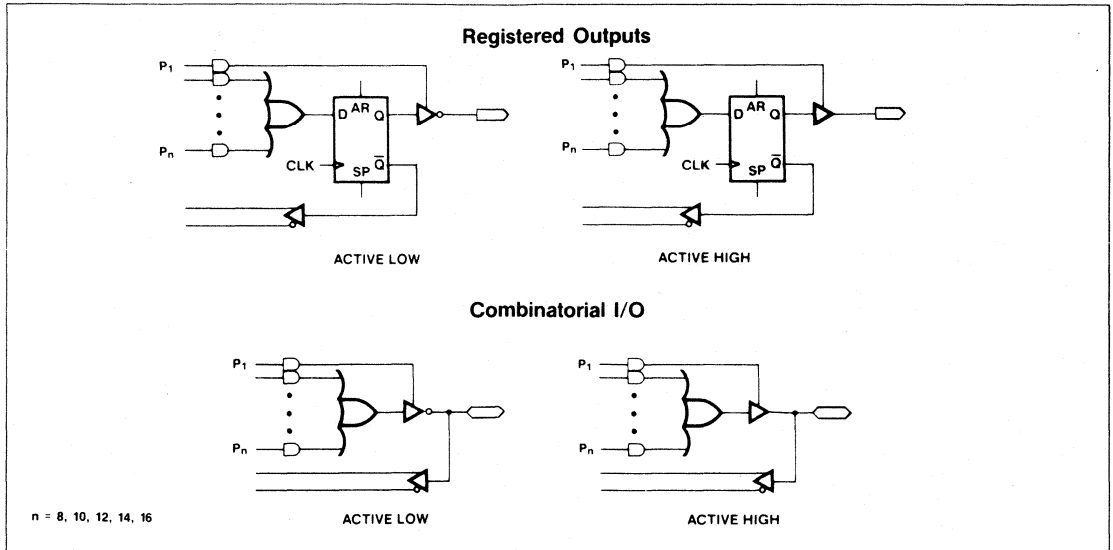 Registered Outputs
P1
Pn
D AR Q
CLK
SP Q̅
ACTIVE LOW
P1
Pn
D AR Q
CLK
SP Q̅
ACTIVE HIGH
Combinatorial I/O
P1
Pn
ACTIVE LOW
P1
Pn
ACTIVE HIGH
n = 8, 10, 12, 14, 16